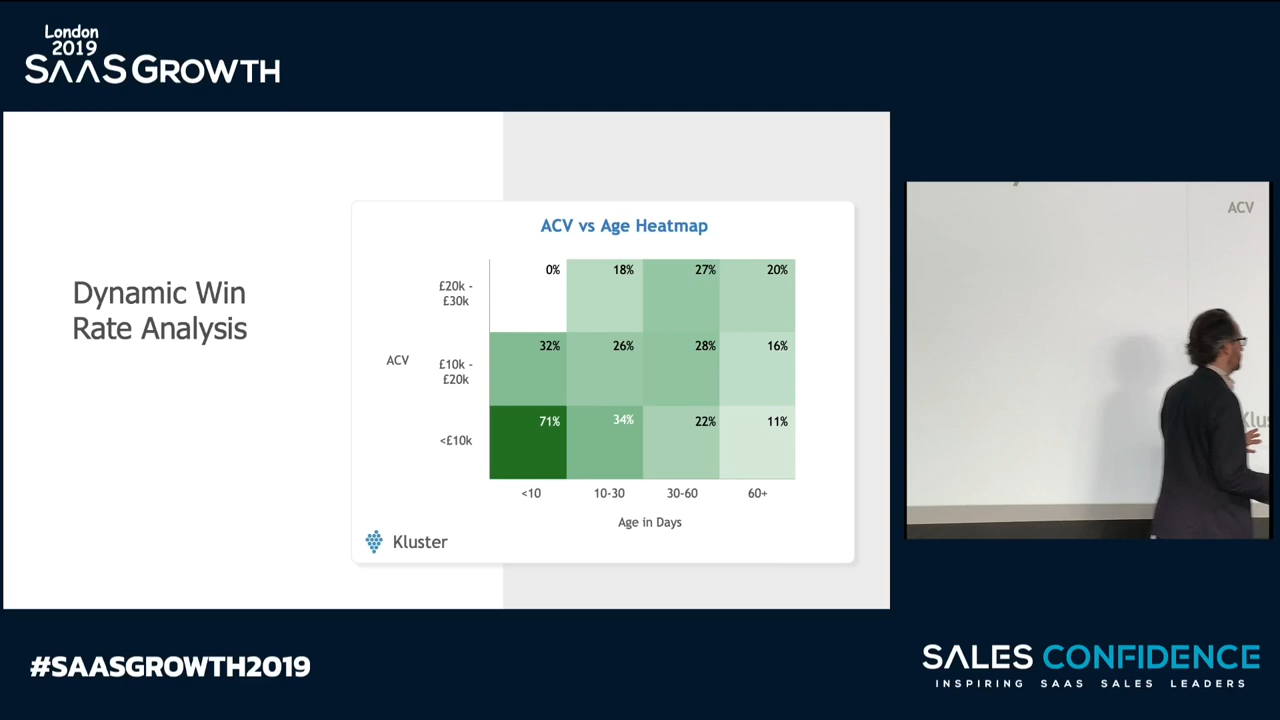 London
2019
SAAS GROWTH
Dynamic Win
Rate Analysis
ACV vs Age Heatmap
ACV
£20k -
£30k
0% 18% 27% 20%
£10k -
£20k
32% 26% 28% 16%
<£10k
71% 34% 22% 11%
<10 10-30 30-60 60+
Age in Days
Kluster
ACV
#SAASGROWTH2019
SALES CONFIDENCE
INSPIRING SAAS SALES LEADERS